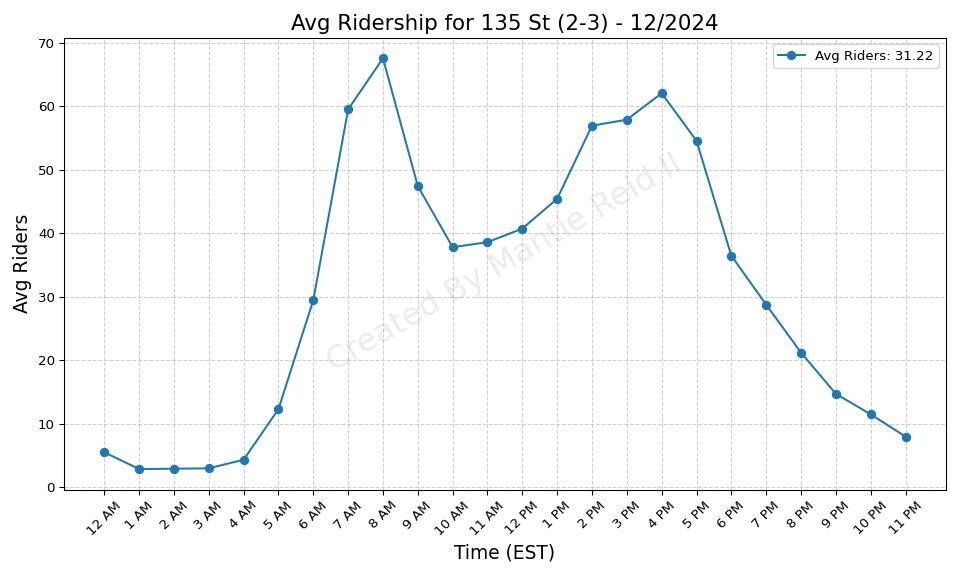 Avg Ridership for 135 St (2-3) - 12/2024
Avg Riders: 31.22
Avg Riders
70
60
50
40
30
20
10
0
Created By Mantie Reid II
12 AM
1 AM
2 AM
3 AM
4 AM
5 AM
6 AM
7 AM
8 AM
9 AM
10 AM
11 AM
12 PM
1 PM
2 PM
3 PM
4 PM
5 PM
6 PM
7 PM
8 PM
9 PM
10 PM
11 PM
Time (EST)